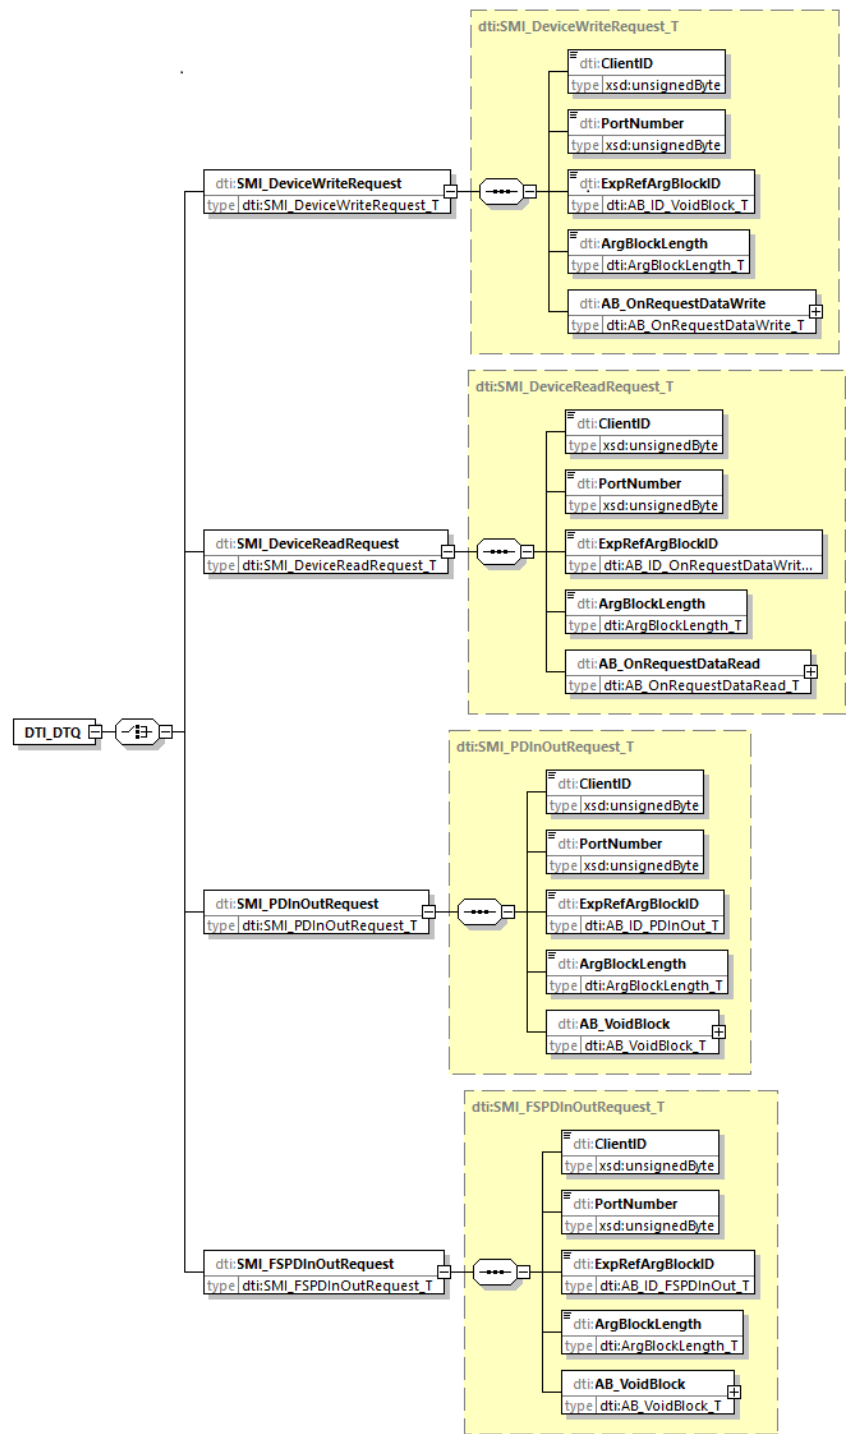 dti:SMI_DeviceWriteRequest_T
dti:ClientID
type xsd:unsignedByte
dti:PortNumber
type xsd:unsignedByte
dti:SMI_DeviceWriteRequest
type dti:SMI_DeviceWriteRequest_T
dti:ExpRefArgBlockID
type dti:AB_ID_VoidBlock_T
dti:ArgBlockLength
type dti:ArgBlockLength_T
dti:AB_OnRequestDataWrite
type dti:AB_OnRequestDataWrite_T
dti:SMI_DeviceReadRequest_T
dti:ClientID
type xsd:unsignedByte
dti:PortNumber
type xsd:unsignedByte
dti:SMI_DeviceReadRequest
type dti:SMI_DeviceReadRequest_T
dti:ExpRefArgBlockID
type dti:AB_ID_OnRequestDataWrit...
dti:ArgBlockLength
type dti:ArgBlockLength_T
dti:AB_OnRequestDataRead
type dti:AB_OnRequestDataRead_T
DTI_DTQ
dti:SMI_PDInOutRequest_T
dti:ClientID
type xsd:unsignedByte
dti:PortNumber
type xsd:unsignedByte
dti:SMI_PDInOutRequest
type dti:SMI_PDInOutRequest_T
dti:ExpRefArgBlockID
type dti:AB_ID_PDInOut_T
dti:ArgBlockLength
type dti:ArgBlockLength_T
dti:AB_VoidBlock
type dti:AB_VoidBlock_T
dti:SMI_FSPDInOutRequest_T
dti:ClientID
type xsd:unsignedByte
dti:PortNumber
type xsd:unsignedByte
dti:SMI_FSPDInOutRequest
type dti:SMI_FSPDInOutRequest_T
dti:ExpRefArgBlockID
type dti:AB_ID_FSPDInOut_T
dti:ArgBlockLength
type dti:ArgBlockLength_T
dti:AB_VoidBlock
type dti:AB_VoidBlock_T